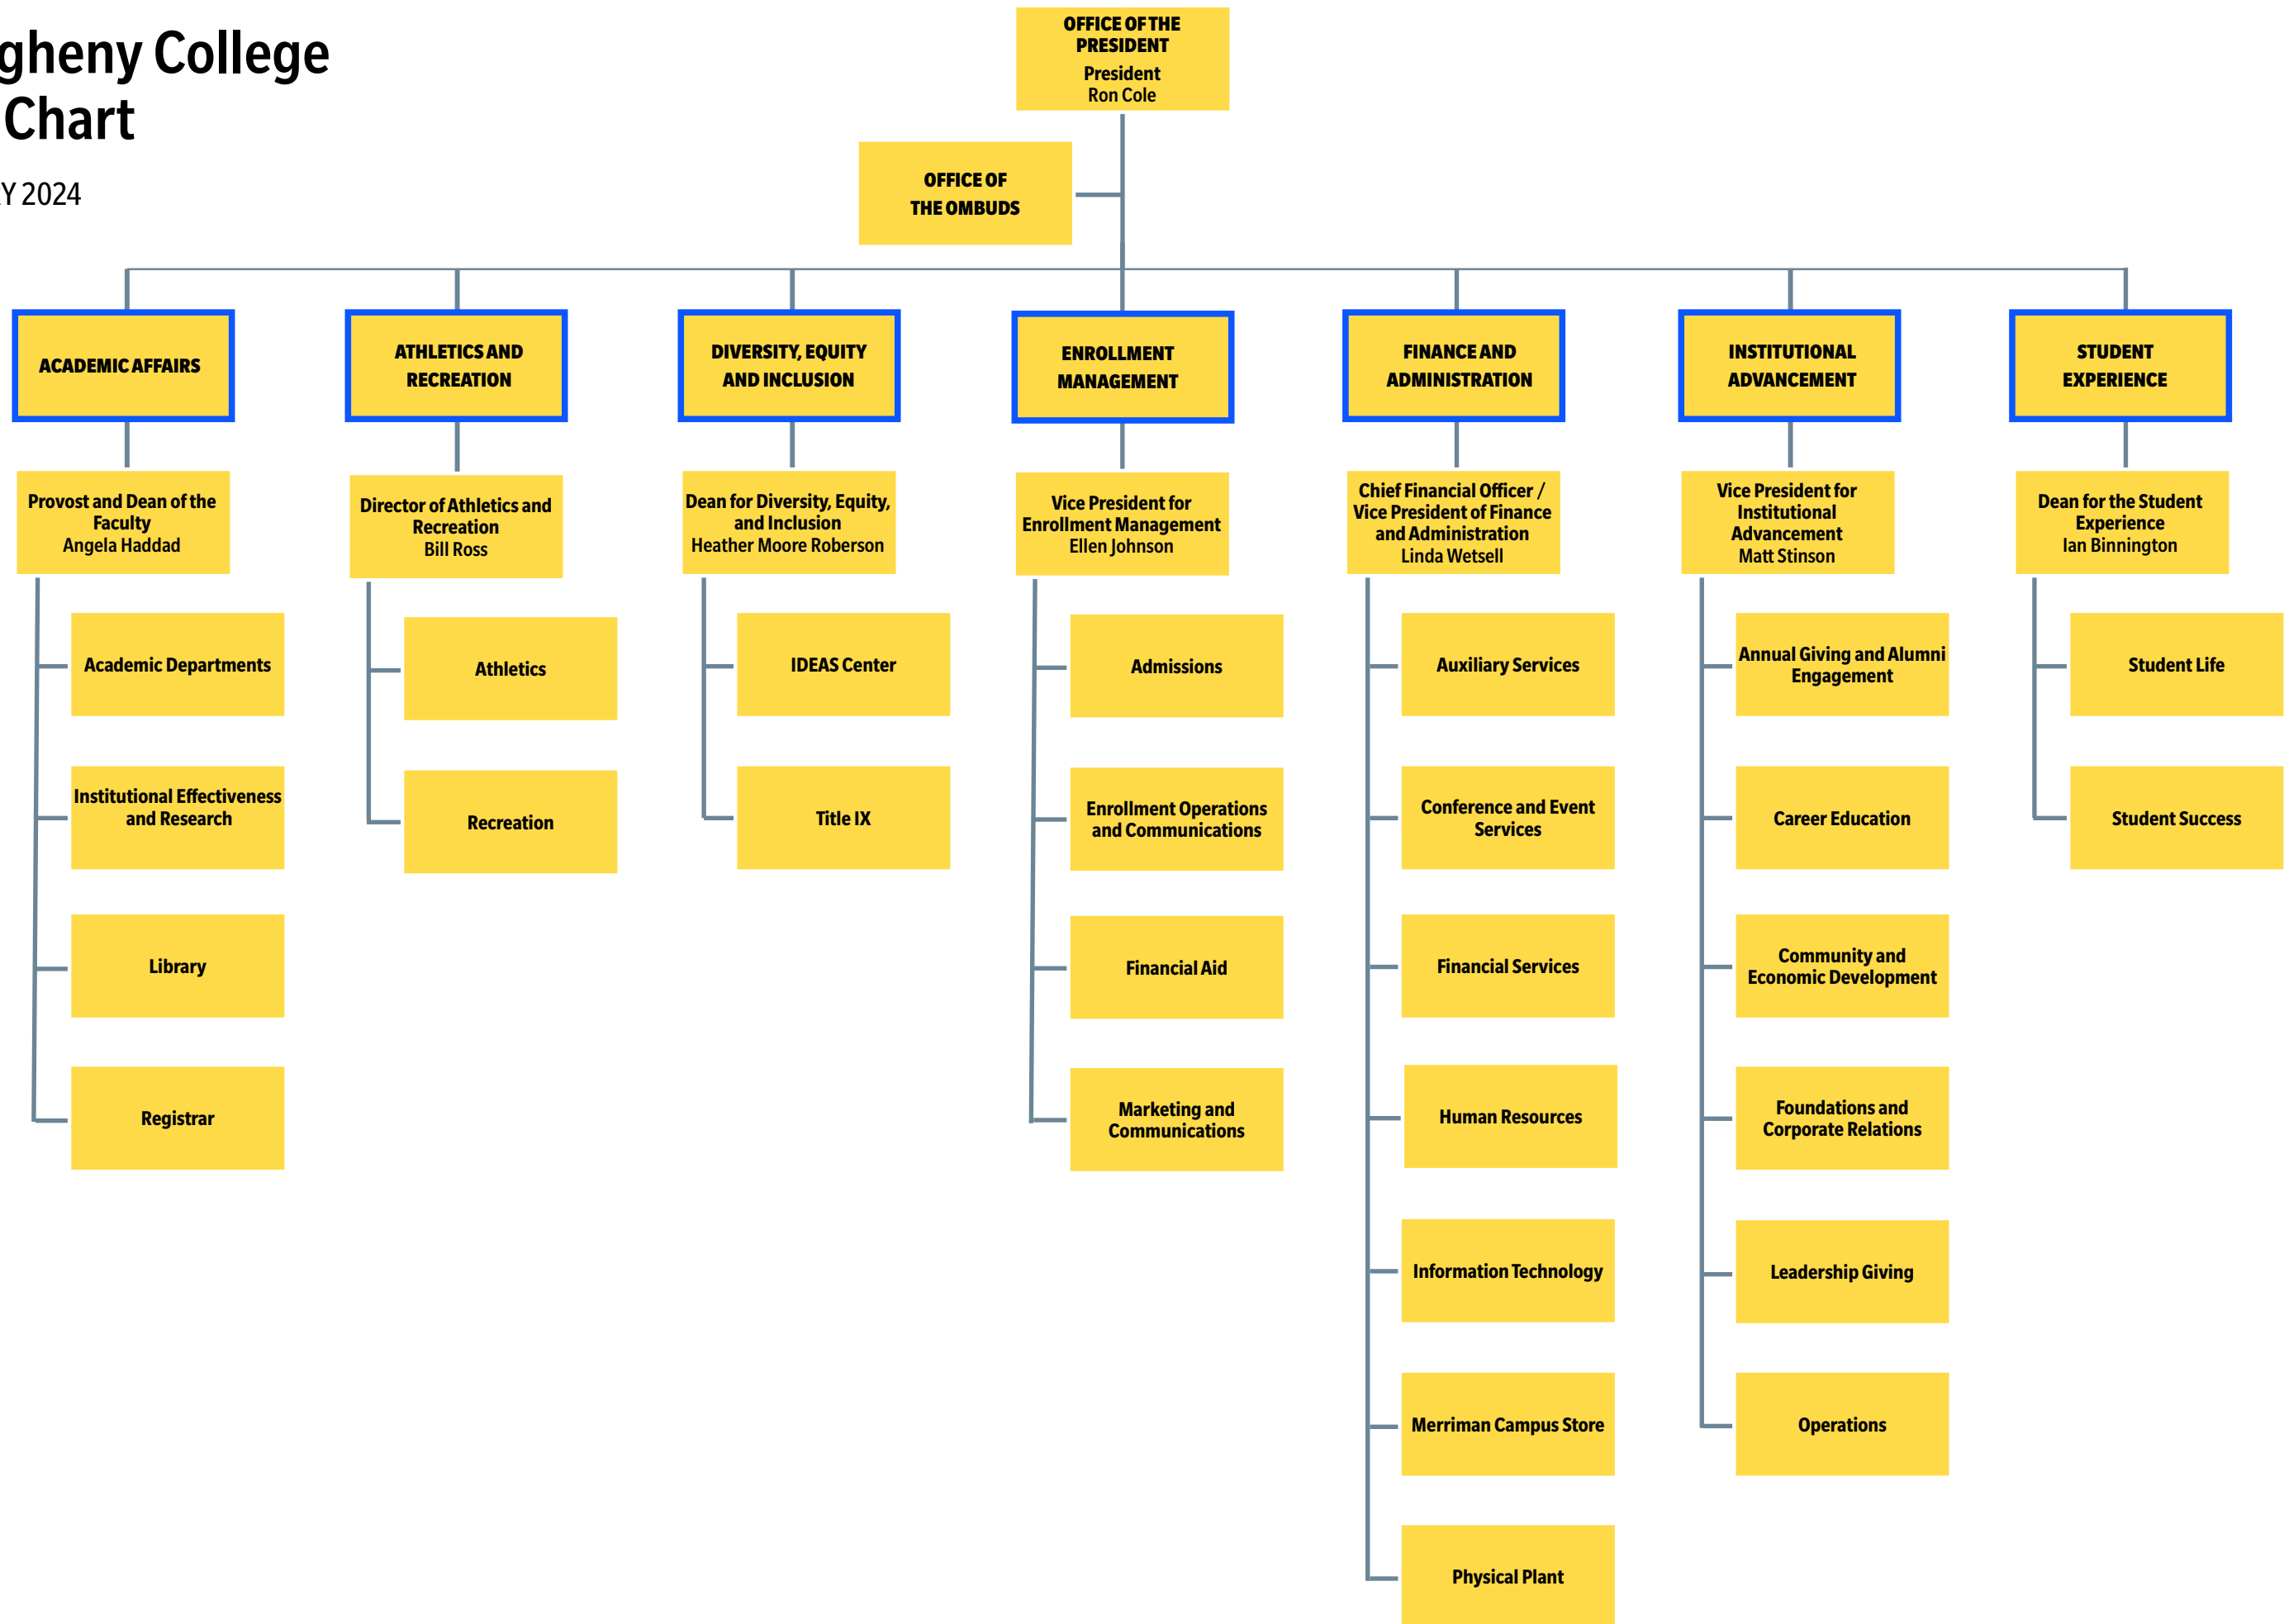 gheny College
Chart
Y 2024
OFFICE OF THE
PRESIDENT
President
Ron Cole
OFFICE OF
THE OMBUDS
ACADEMIC AFFAIRS
Provost and Dean of the
Faculty
Angela Haddad
Academic Departments
Institutional Effectiveness
and Research
Library
Registrar
ATHLETICS AND
RECREATION
Director of Athletics and
Recreation
Bill Ross
Athletics
Recreation
DIVERSITY, EQUITY
AND INCLUSION
Dean for Diversity, Equity,
and Inclusion
Heather Moore Roberson
IDEAS Center
Title IX
ENROLLMENT
MANAGEMENT
Vice President for
Enrollment Management
Ellen Johnson
Admissions
Enrollment Operations
and Communications
Financial Aid
Marketing and
Communications
FINANCE AND
ADMINISTRATION
Chief Financial Officer /
Vice President of Finance
and Administration
Linda Wetsell
Auxiliary Services
Conference and Event
Services
Financial Services
Human Resources
Information Technology
Merriman Campus Store
Physical Plant
INSTITUTIONAL
ADVANCEMENT
Vice President for
Institutional
Advancement
Matt Stinson
Annual Giving and Alumni
Engagement
Career Education
Community and
Economic Development
Foundations and
Corporate Relations
Leadership Giving
Operations
STUDENT
EXPERIENCE
Dean for the Student
Experience
Ian Binnington
Student Life
Student Success